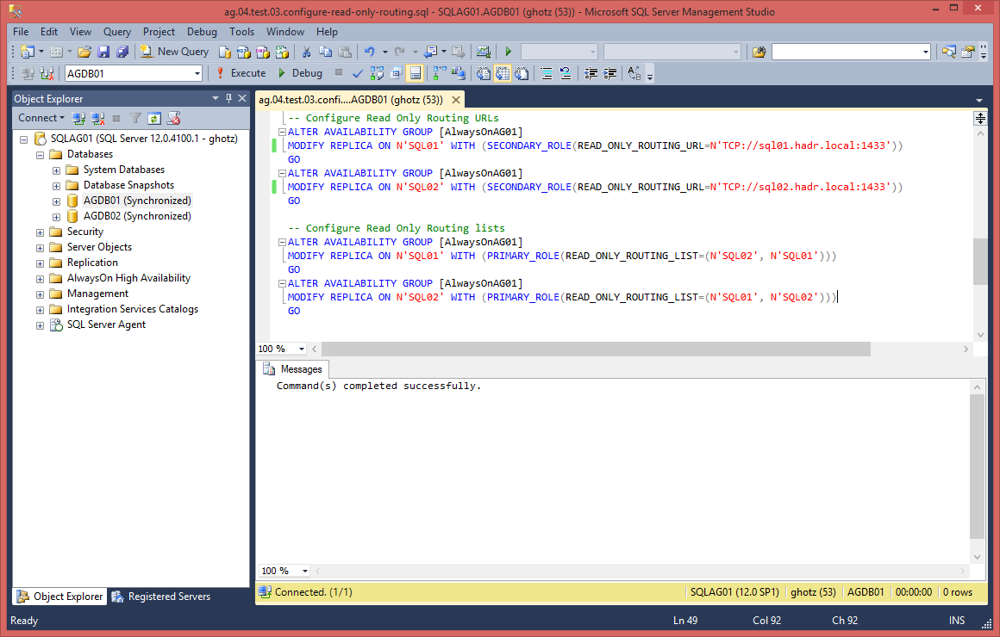 ag.04.test.03.configure-read-only-routing.sql - SQLAG01.AGDB01 (ghotz (53)) - Microsoft SQL Server Management Studio
File Edit View Query Project Debug Tools Window Help
New Query
AGDB01 Execute Debug
Object Explorer
Connect
SQLAG01 (SQL Server 12.0.4100.1 - ghotz)
Databases
System Databases
Database Snapshots
AGDB01 (Synchronized)
AGDB02 (Synchronized)
Security
Server Objects
Replication
AlwaysOn High Availability
Management
Integration Services Catalogs
SQL Server Agent
Object Explorer Registered Servers
ag.04.test.03.confi....AGDB01 (ghotz (53))
-- Configure Read Only Routing URLs
ALTER AVAILABILITY GROUP [AlwaysOnAG01]
MODIFY REPLICA ON N'SQL01' WITH (SECONDARY_ROLE(READ_ONLY_ROUTING_URL=N'TCP://sql01.hadr.local:1433'))
GO
ALTER AVAILABILITY GROUP [AlwaysOnAG01]
MODIFY REPLICA ON N'SQL02' WITH (SECONDARY_ROLE(READ_ONLY_ROUTING_URL=N'TCP://sql02.hadr.local:1433'))
GO
-- Configure Read Only Routing lists
ALTER AVAILABILITY GROUP [AlwaysOnAG01]
MODIFY REPLICA ON N'SQL01' WITH (PRIMARY_ROLE(READ_ONLY_ROUTING_LIST=(N'SQL02', N'SQL01')))
GO
ALTER AVAILABILITY GROUP [AlwaysOnAG01]
MODIFY REPLICA ON N'SQL02' WITH (PRIMARY_ROLE(READ_ONLY_ROUTING_LIST=(N'SQL01', N'SQL02')))
GO
100 %
Messages
Command(s) completed successfully.
100 %
Connected. (1/1) SQLAG01 (12.0 SP1) ghotz (53) AGDB01 00:00:00 0 rows
Ready Ln 49 Col 92 Ch 92 INS